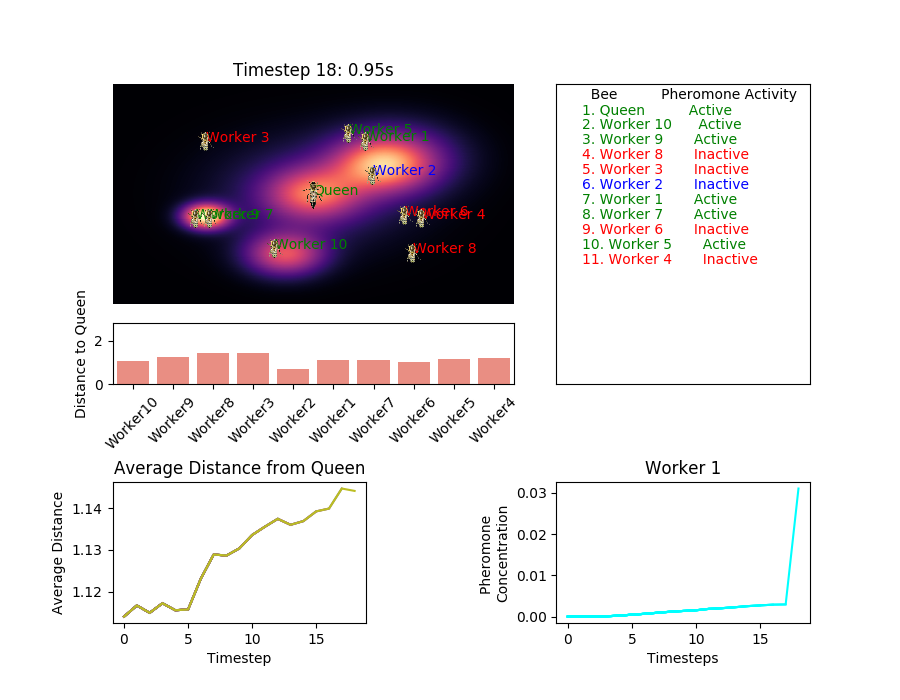 Timestep 18: 0.95s
Worker 3
Worker 5
Worker 1
Worker 2
Queen
Worker 9
Worker 7
Worker 6
Worker 4
Worker 10
Worker 8
Bee Pheromone Activity
1. Queen Active
2. Worker 10 Active
3. Worker 9 Active
4. Worker 8 Inactive
5. Worker 3 Inactive
6. Worker 2 Inactive
7. Worker 1 Active
8. Worker 7 Active
9. Worker 6 Inactive
10. Worker 5 Active
11. Worker 4 Inactive
Distance to Queen
2
0
Worker10
Worker9
Worker8
Worker3
Worker2
Worker1
Worker7
Worker6
Worker5
Worker4
Average Distance from Queen
Average Distance
1.14
1.13
1.12
0 5 10 15
Timestep
Worker 1
Pheromone
Concentration
0.03
0.02
0.01
0.00
0 5 10 15
Timesteps